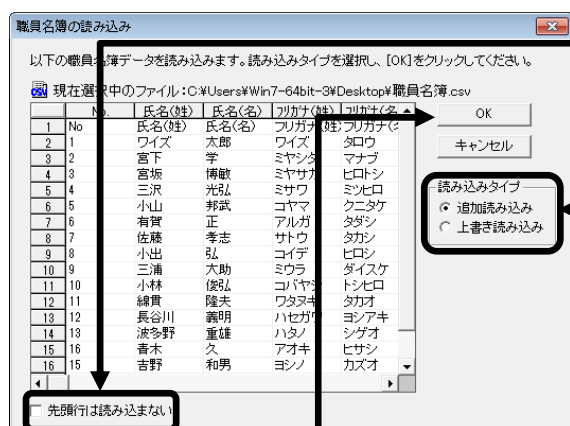 職員名簿の読み込み
以下の職員名簿データを読み込みます。読み込みタイプを選択し、[OK]をクリックしてください。
現在選択中のファイル:C:¥Users¥Win7-64bit-3¥Desktop¥職員名簿.csv
No. 氏名(姓) 氏名(名) フリガナ(姓) フリガナ(名
1 No 氏名(姓) 氏名(名) フリガナ(姓) フリガナ(名
2 1 ワイズ 太郎 ワイズ タロウ
3 2 宮下 学 ミヤシタ マナブ
4 3 宮坂 博敏 ミヤサカ ヒロトシ
5 4 三沢 光弘 ミサワ ミツヒロ
6 5 小山 邦武 コヤマ クニタケ
7 6 有賀 正 アルガ タダシ
8 7 佐藤 孝志 サトウ タカシ
9 8 小出 弘 コイデ ヒロシ
10 9 三浦 大助 ミウラ ダイスケ
11 10 小林 俊弘 コバヤシ トシヒロ
12 11 綿貫 隆夫 ワタヌキ タカオ
13 12 長谷川 義明 ハセガワ ヨシアキ
14 13 波多野 重雄 ハタノ シゲオ
15 16 青木 久 アオキ ヒサシ
16 15 吉野 和男 ヨシノ カズオ
OK
キャンセル
読み込みタイプ
追加読み込み
上書き読み込み
先頭行は読み込まない